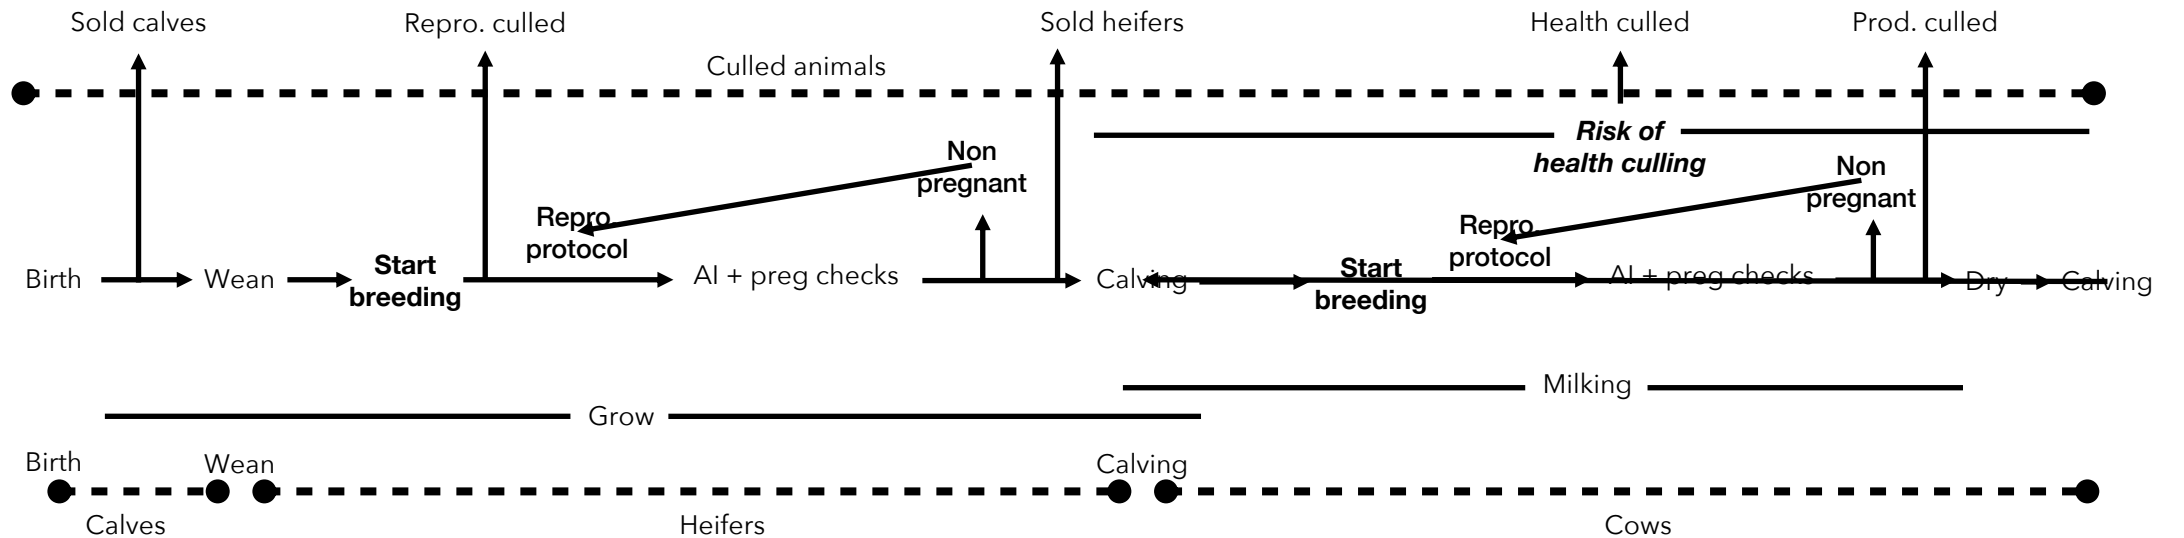 Sold calves
Repro. culled
Sold heifers
Health culled
Prod. culled
Culled animals
Risk of
health culling
Non
pregnant
Non
pregnant
Repro.
protocol
Repro.
protocol
Birth
Wean
Start
breeding
AI + preg checks
Calving
Start
breeding
AI + preg checks
Dry
Calving
Milking
Grow
Birth
Wean
Calving
Calves
Heifers
Cows